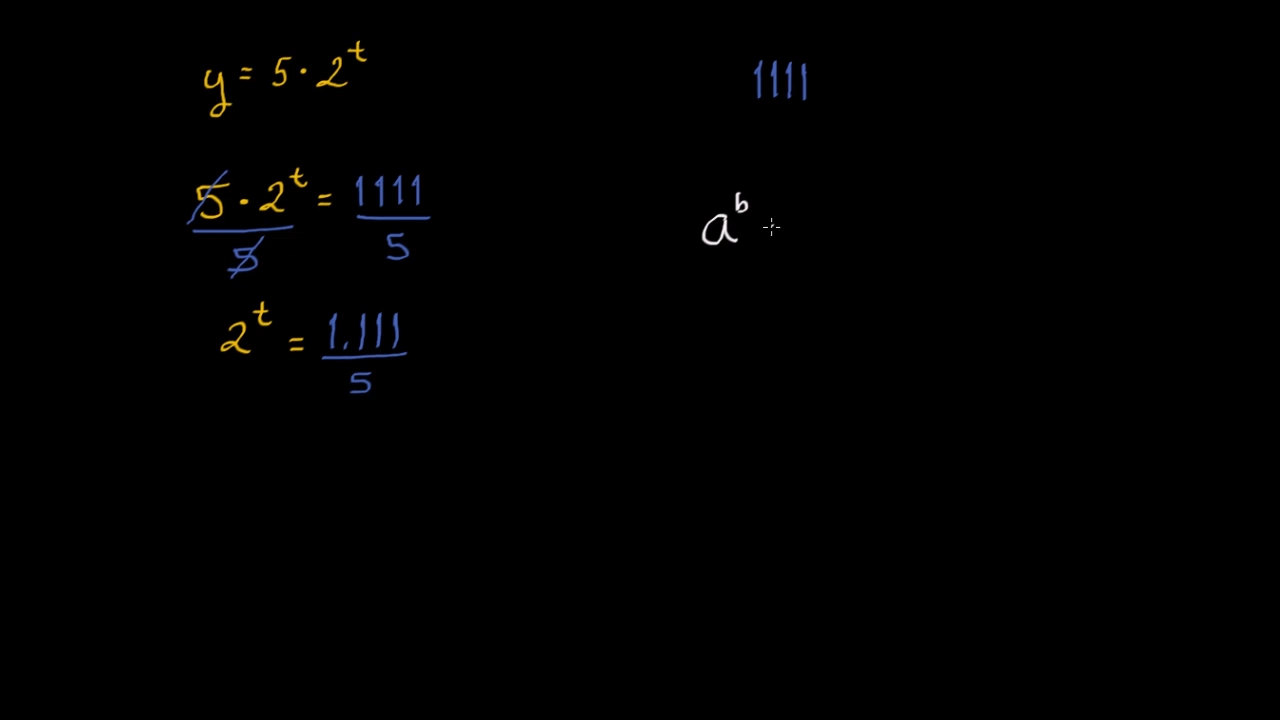 y = 5 · 2^t
1111
5 · 2^t = 1111
5 5
a^b
2^t = 1.111
5